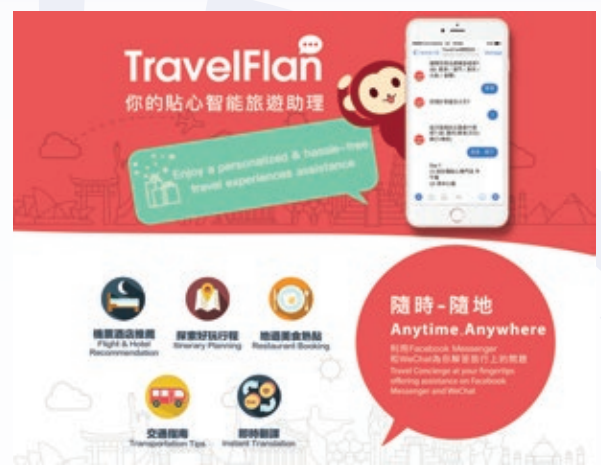 TravelFlan
你的貼心智能旅遊助理
Enjoy a personalized & hassle-free
travel experiences assistance
機票酒店推薦
Flight & Hotel
Recommendation
探索好玩行程
Itinerary Planning
地道美食熱點
Restaurant Booking
交通指南
Transportation Tips
即時翻譯
Instant Translation
隨時-隨地
Anytime.Anywhere
利用Facebook Messenger
和WeChat為你解答旅行上的問題
Travel Concierge at your fingertips
offering assistance on Facebook
Messenger and WeChat